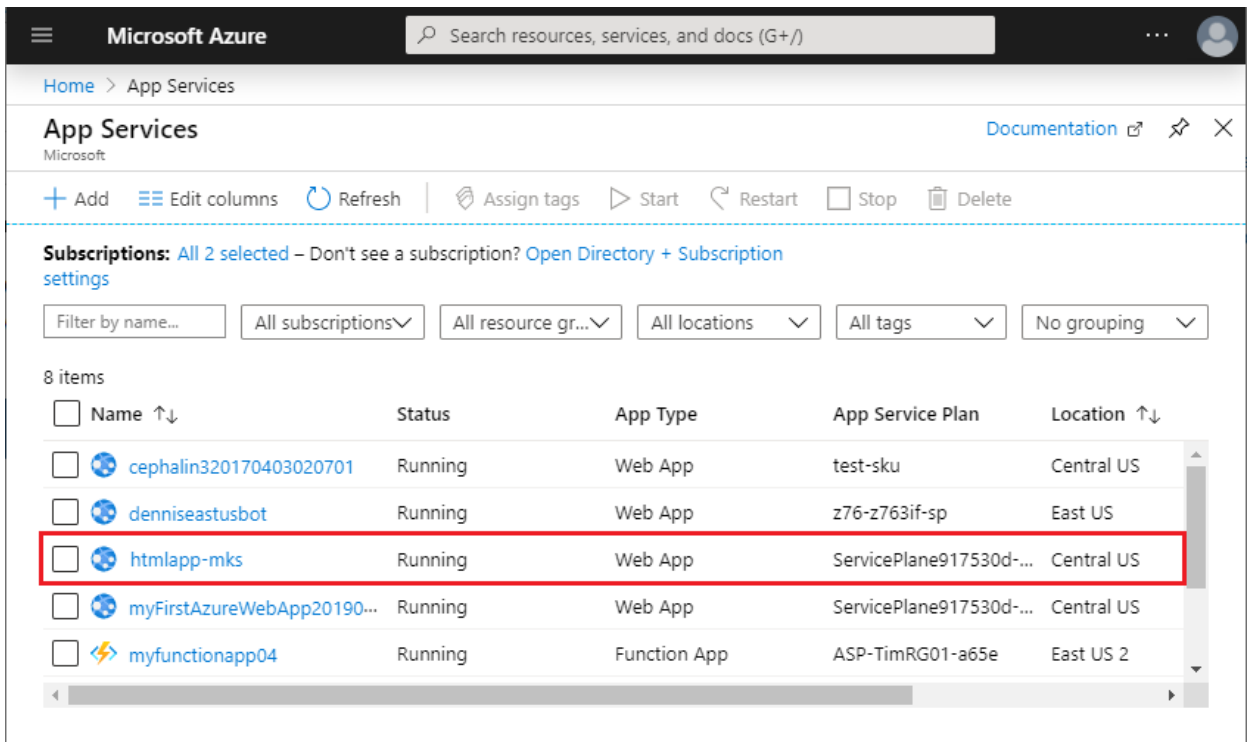 Microsoft Azure Search resources, services, and docs (G+/) ...
Home > App Services
App Services Documentation
Microsoft
Add Edit columns Refresh Assign tags Start Restart Stop Delete
Subscriptions: All 2 selected – Don't see a subscription? Open Directory + Subscription
settings
Filter by name... All subscriptions All resource gr... All locations All tags No grouping
8 items
Name ↑↓ Status App Type App Service Plan Location ↑↓
cephalin320170403020701 Running Web App test-sku Central US
denniseastusbot Running Web App z76-z763if-sp East US
htmlapp-mks Running Web App ServicePlane917530d-... Central US
myFirstAzureWebApp20190... Running Web App ServicePlane917530d-... Central US
myfunctionapp04 Running Function App ASP-TimRG01-a65e East US 2